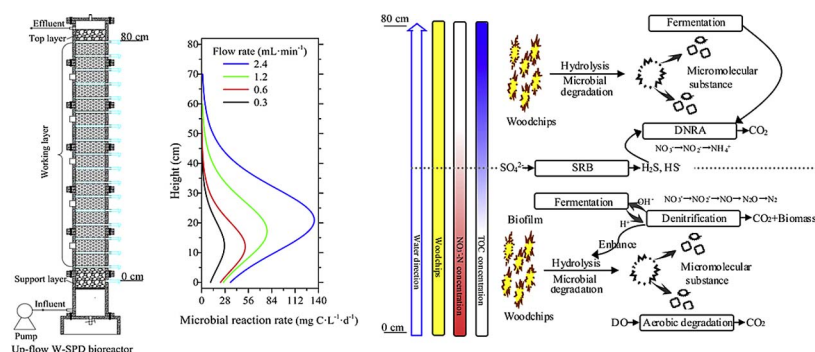 Effluent
80 cm
Top layer
Working layer
0 cm
Support layer
Influent
Pump
Up-flow W-SPD bioreactor
Flow rate (mL·min⁻¹)
2.4
1.2
0.6
0.3
Height (cm)
80
70
60
50
40
30
20
10
0
0 28 56 84 112 140
Microbial reaction rate (mg C·L⁻¹·d⁻¹)
80 cm
0 cm
Water direction
Woodchips
NO₃⁻-N concentration
TOC concentration
Fermentation
Hydrolysis
Microbial
degradation
Micromolecular
substance
Woodchips
DNRA
CO₂
NO₃⁻→NO₂⁻→NH₄⁺
SO₄²⁻
SRB
H₂S, HS⁻
Fermentation
OH⁻
NO₃⁻→NO₂⁻→NO→N₂O→N₂
H⁺
Denitrification
CO₂+Biomass
Biofilm
Enhance
Hydrolysis
Microbial
degradation
Micromolecular
substance
Woodchips
DO
Aerobic degradation
CO₂